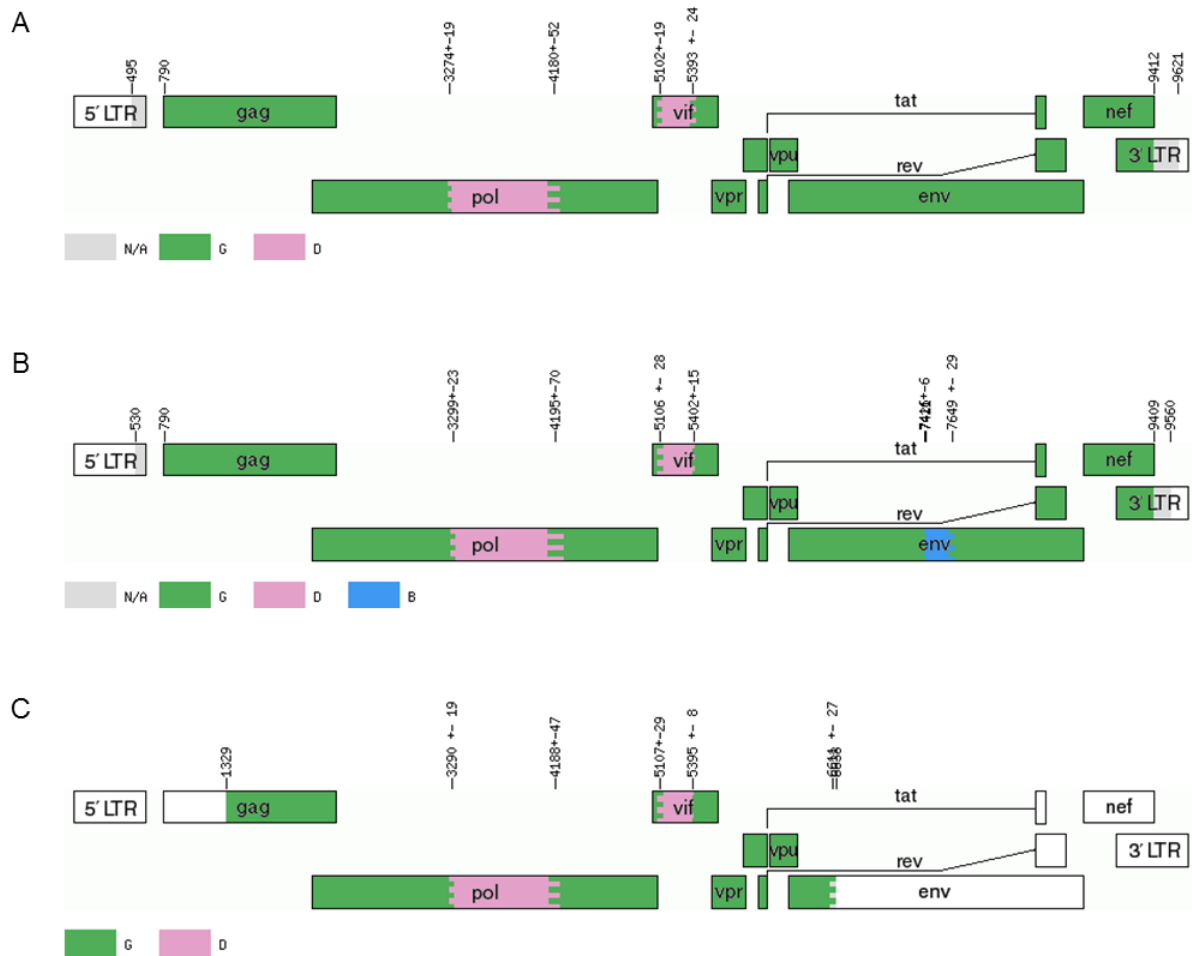 A
495
790
3274+-19
4180+-52
5102+-19
5393 +- 24
9412
9621
5′ LTR
gag
vif
tat
nef
vpu
rev
3′ LTR
pol
vpr
env
N/A
G
D
B
530
790
3299+-23
4195+-70
5106 +- 28
5402+-15
7649 +- 29
9409
9560
5′ LTR
gag
vif
tat
nef
vpu
rev
3′ LTR
pol
vpr
env
N/A
G
D
B
C
1329
3290 +- 19
4188+-47
5107+-29
5395 +- 8
5′ LTR
gag
vif
tat
nef
vpu
rev
3′ LTR
pol
vpr
env
G
D